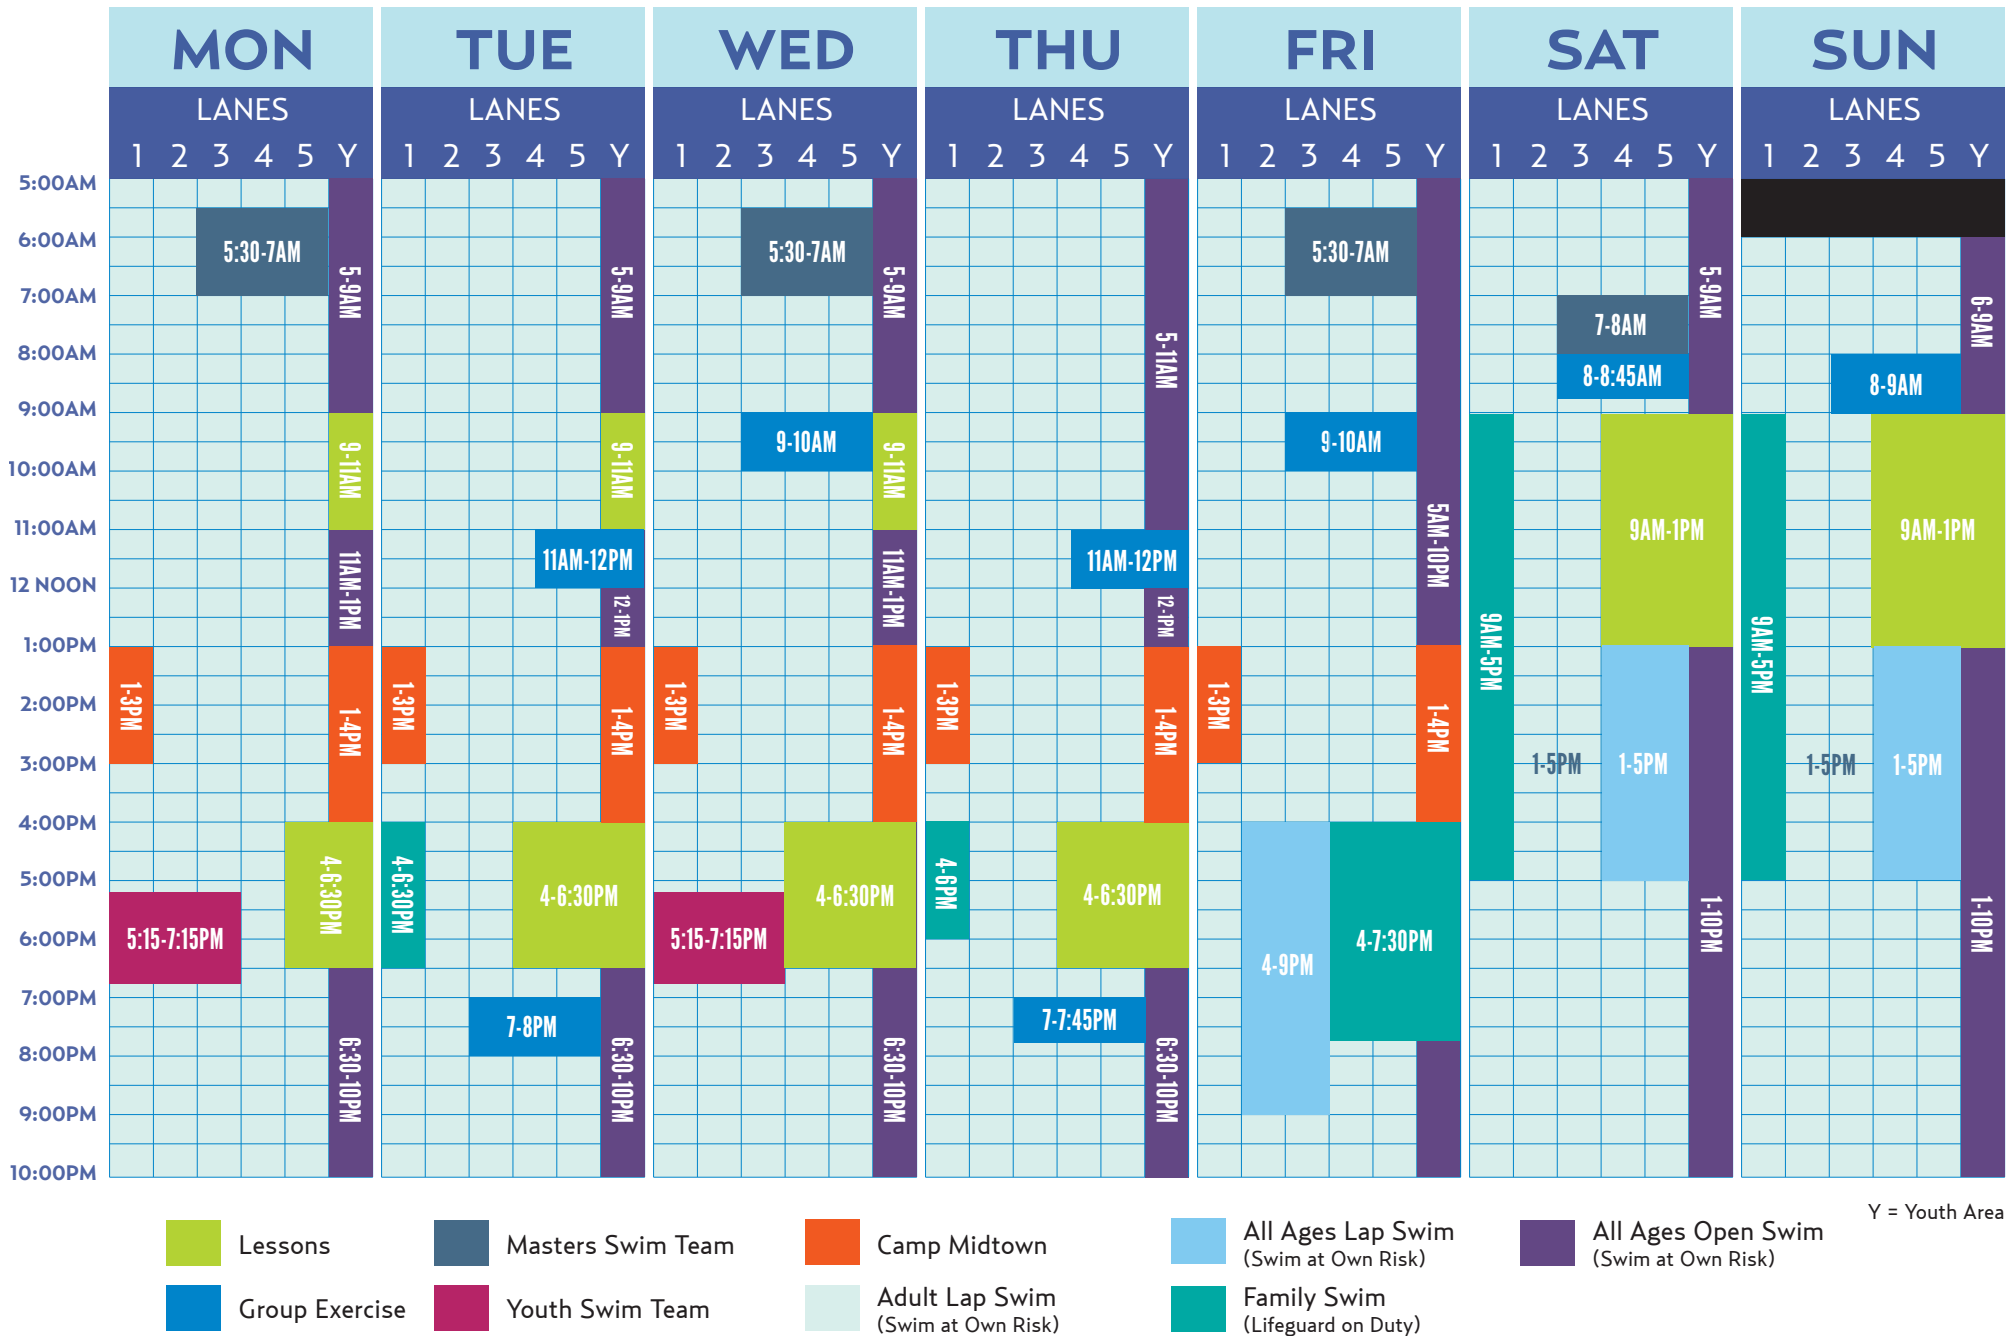 MON TUE WED THU FRI SAT SUN
LANES LANES LANES LANES LANES LANES LANES
1 2 3 4 5 Y 1 2 3 4 5 Y 1 2 3 4 5 Y 1 2 3 4 5 Y 1 2 3 4 5 Y 1 2 3 4 5 Y 1 2 3 4 5 Y
5:00AM
6:00AM
7:00AM
8:00AM
9:00AM
10:00AM
11:00AM
12 NOON
1:00PM
2:00PM
3:00PM
4:00PM
5:00PM
6:00PM
7:00PM
8:00PM
9:00PM
10:00PM
5:30-7AM
5-9AM
9-11AM
11AM-1PM
1-3PM
1-4PM
4-6:30PM
5:15-7:15PM
6:30-10PM
5-9AM
9-11AM
11AM-12PM
12-1PM
1-3PM
1-4PM
4-6:30PM
4-6:30PM
7-8PM
6:30-10PM
5:30-7AM
5-9AM
9-10AM
9-11AM
11AM-1PM
1-3PM
1-4PM
4-6:30PM
5:15-7:15PM
6:30-10PM
5-11AM
11AM-12PM
12-1PM
1-3PM
1-4PM
4-6PM
4-6:30PM
7-7:45PM
6:30-10PM
5:30-7AM
9-10AM
5AM-10PM
1-3PM
1-4PM
4-9PM
4-7:30PM
5-9AM
7-8AM
8-8:45AM
9AM-1PM
9AM-5PM
1-5PM
1-5PM
1-10PM
6-9AM
8-9AM
9AM-1PM
9AM-5PM
1-5PM
1-5PM
1-10PM
Y = Youth Area
Lessons
Masters Swim Team
Camp Midtown
All Ages Lap Swim
(Swim at Own Risk)
All Ages Open Swim
(Swim at Own Risk)
Group Exercise
Youth Swim Team
Adult Lap Swim
(Swim at Own Risk)
Family Swim
(Lifeguard on Duty)